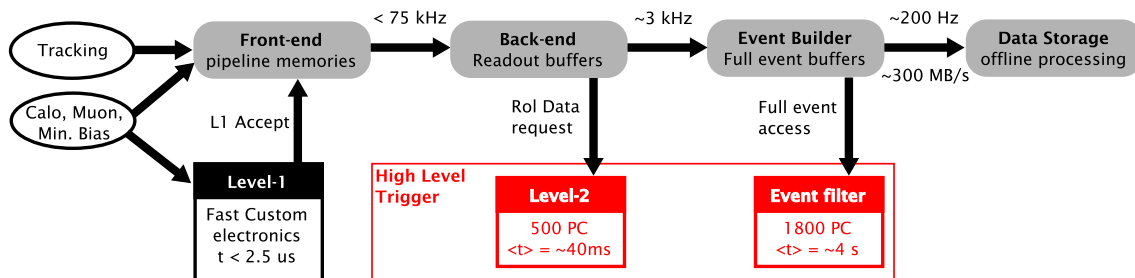 Tracking
Calo, Muon,
Min. Bias
Front-end
pipeline memories
< 75 kHz
Back-end
Readout buffers
~3 kHz
Event Builder
Full event buffers
~200 Hz
~300 MB/s
Data Storage
offline processing
L1 Accept
RoI Data
request
Full event
access
Level-1
Fast Custom
electronics
t < 2.5 us
High Level
Trigger
Level-2
500 PC
<t> = ~40ms
Event filter
1800 PC
<t> = ~4 s